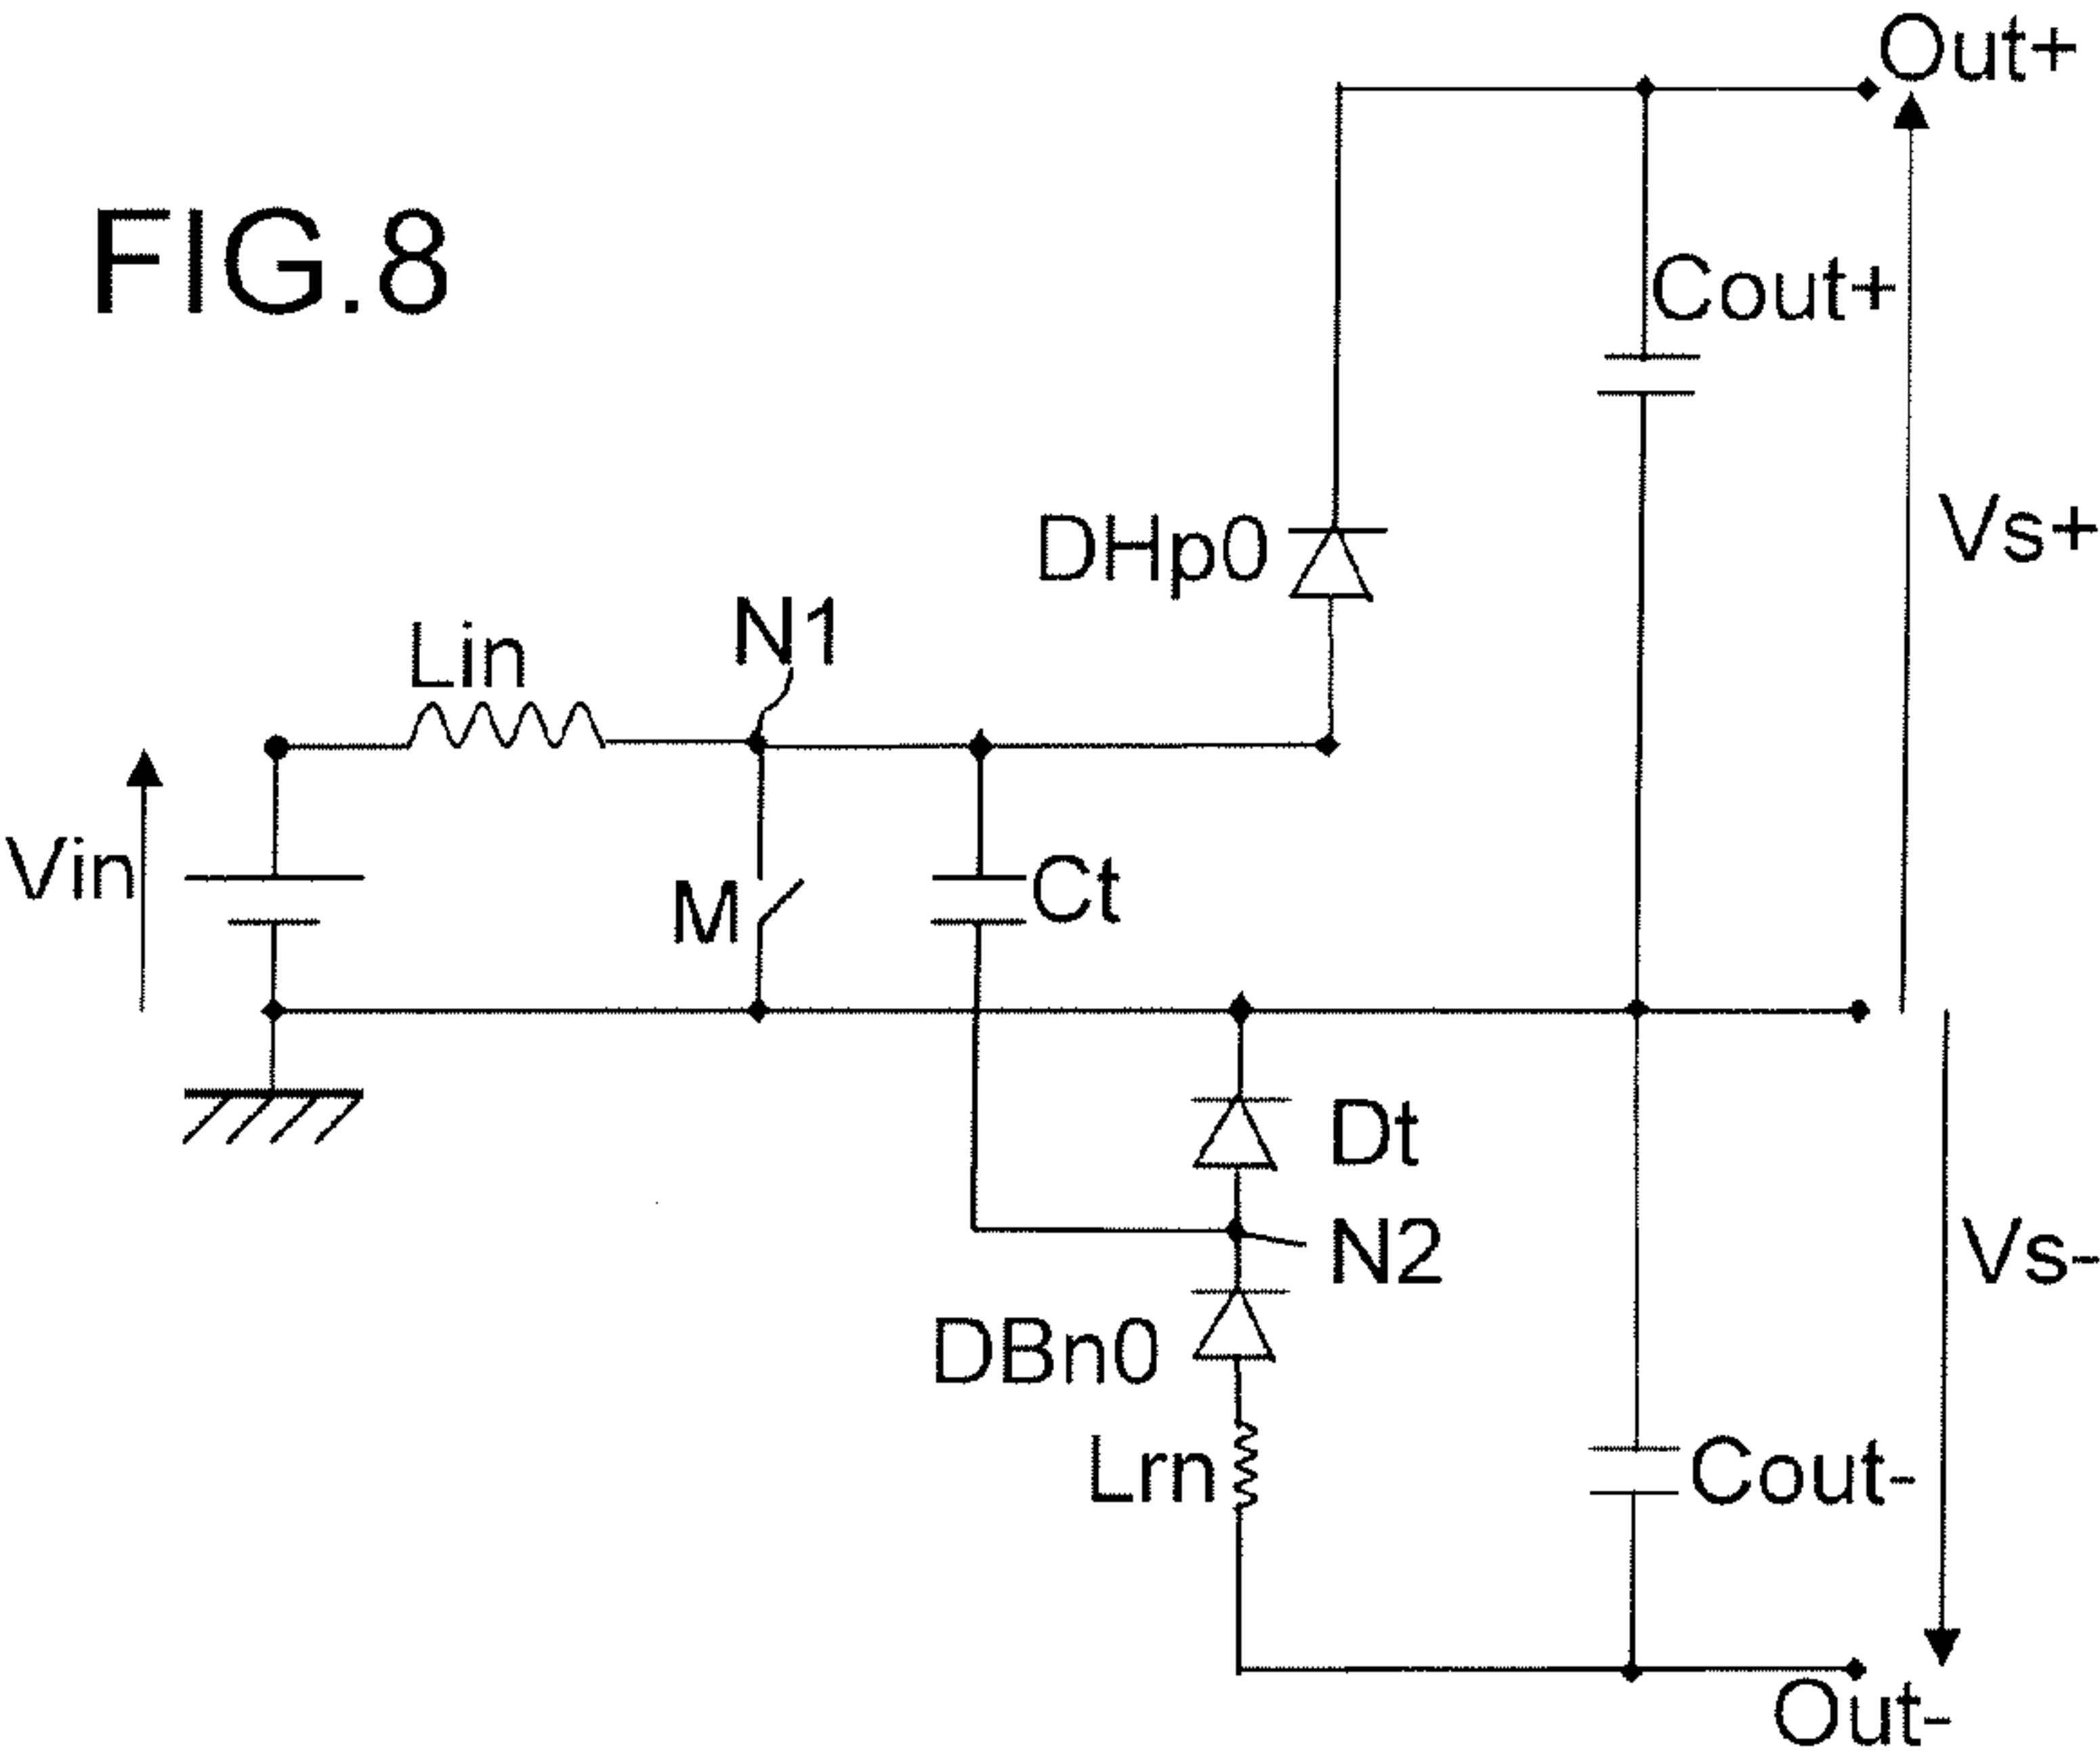 Out+
FIG.8
Cout+
DHp0
Vs+
N1
Lin
Vin
M
Ct
Dt
N2
Vs-
DBn0
Lrn
Cout-
Out-